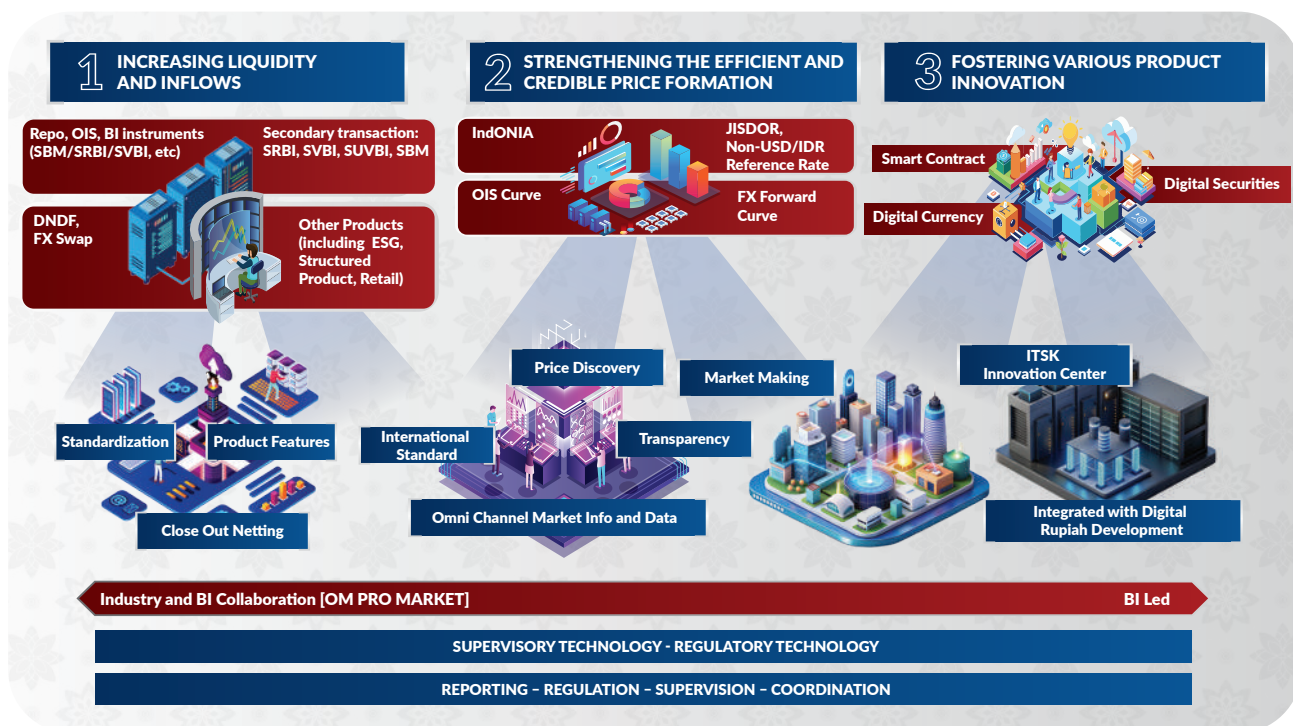 1 INCREASING LIQUIDITY
AND INFLOWS
Repo, OIS, BI instruments
(SBM/SRBI/SVBI, etc)
Secondary transaction:
SRBI, SVBI, SUVBI, SBM
DNDF,
FX Swap
Other Products
(including ESG,
Structured
Product, Retail)
Standardization
Product Features
Close Out Netting
2 STRENGTHENING THE EFFICIENT AND
CREDIBLE PRICE FORMATION
IndONIA
JISDOR,
Non-USD/IDR
Reference Rate
OIS Curve
FX Forward
Curve
Price Discovery
Market Making
International
Standard
Transparency
Omni Channel Market Info and Data
3 FOSTERING VARIOUS PRODUCT
INNOVATION
Smart Contract
Digital Securities
Digital Currency
ITSK
Innovation Center
Integrated with Digital
Rupiah Development
Industry and BI Collaboration [OM PRO MARKET]
BI Led
SUPERVISORY TECHNOLOGY - REGULATORY TECHNOLOGY
REPORTING – REGULATION – SUPERVISION – COORDINATION